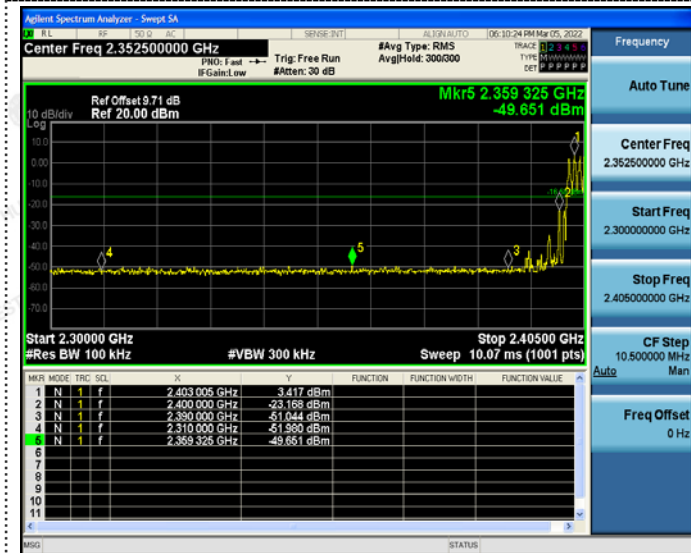 Agilent Spectrum Analyzer - Swept SA
LXI RL RF 50 Ω AC SENSE:INT ALIGNAUTO 06:10:24 PM Mar 05, 2022
Center Freq 2.352500000 GHz
PNO: Fast
IFGain:Low
Trig: Free Run
#Atten: 30 dB
#Avg Type: RMS
Avg|Hold: 300/300
TRACE 1 2 3 4 5 6
TYPE M W W W W W
DET P P P P P P
Ref Offset 9.71 dB
10 dB/div Ref 20.00 dBm
Log
Mkr5 2.359 325 GHz
-49.651 dBm
10.0
0.00
-10.0
-20.0
-30.0
-40.0
-50.0
-60.0
-70.0
1
2
3
4
5
Start 2.30000 GHz Stop 2.40500 GHz
#Res BW 100 kHz #VBW 300 kHz Sweep 10.07 ms (1001 pts)
MKR MODE TRC SCL X Y FUNCTION FUNCTION WIDTH FUNCTION VALUE
1 N 1 f 2.403 005 GHz 3.417 dBm
2 N 1 f 2.400 000 GHz -23.168 dBm
3 N 1 f 2.390 000 GHz -51.044 dBm
4 N 1 f 2.310 000 GHz -51.980 dBm
5 N 1 f 2.359 325 GHz -49.651 dBm
6
7
8
9
10
11
MSG STATUS
Frequency
Auto Tune
Center Freq
2.352500000 GHz
Start Freq
2.300000000 GHz
Stop Freq
2.405000000 GHz
CF Step
10.500000 MHz
Auto Man
Freq Offset
0 Hz